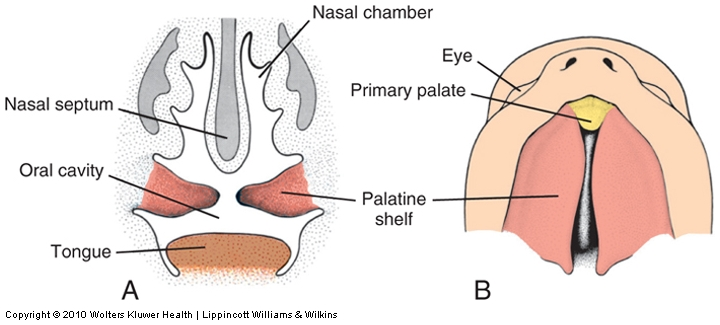 Nasal chamber
Nasal septum
Oral cavity
Tongue
A
Eye
Primary palate
Palatine
shelf
B
Copyright © 2010 Wolters Kluwer Health | Lippincott Williams & Wilkins